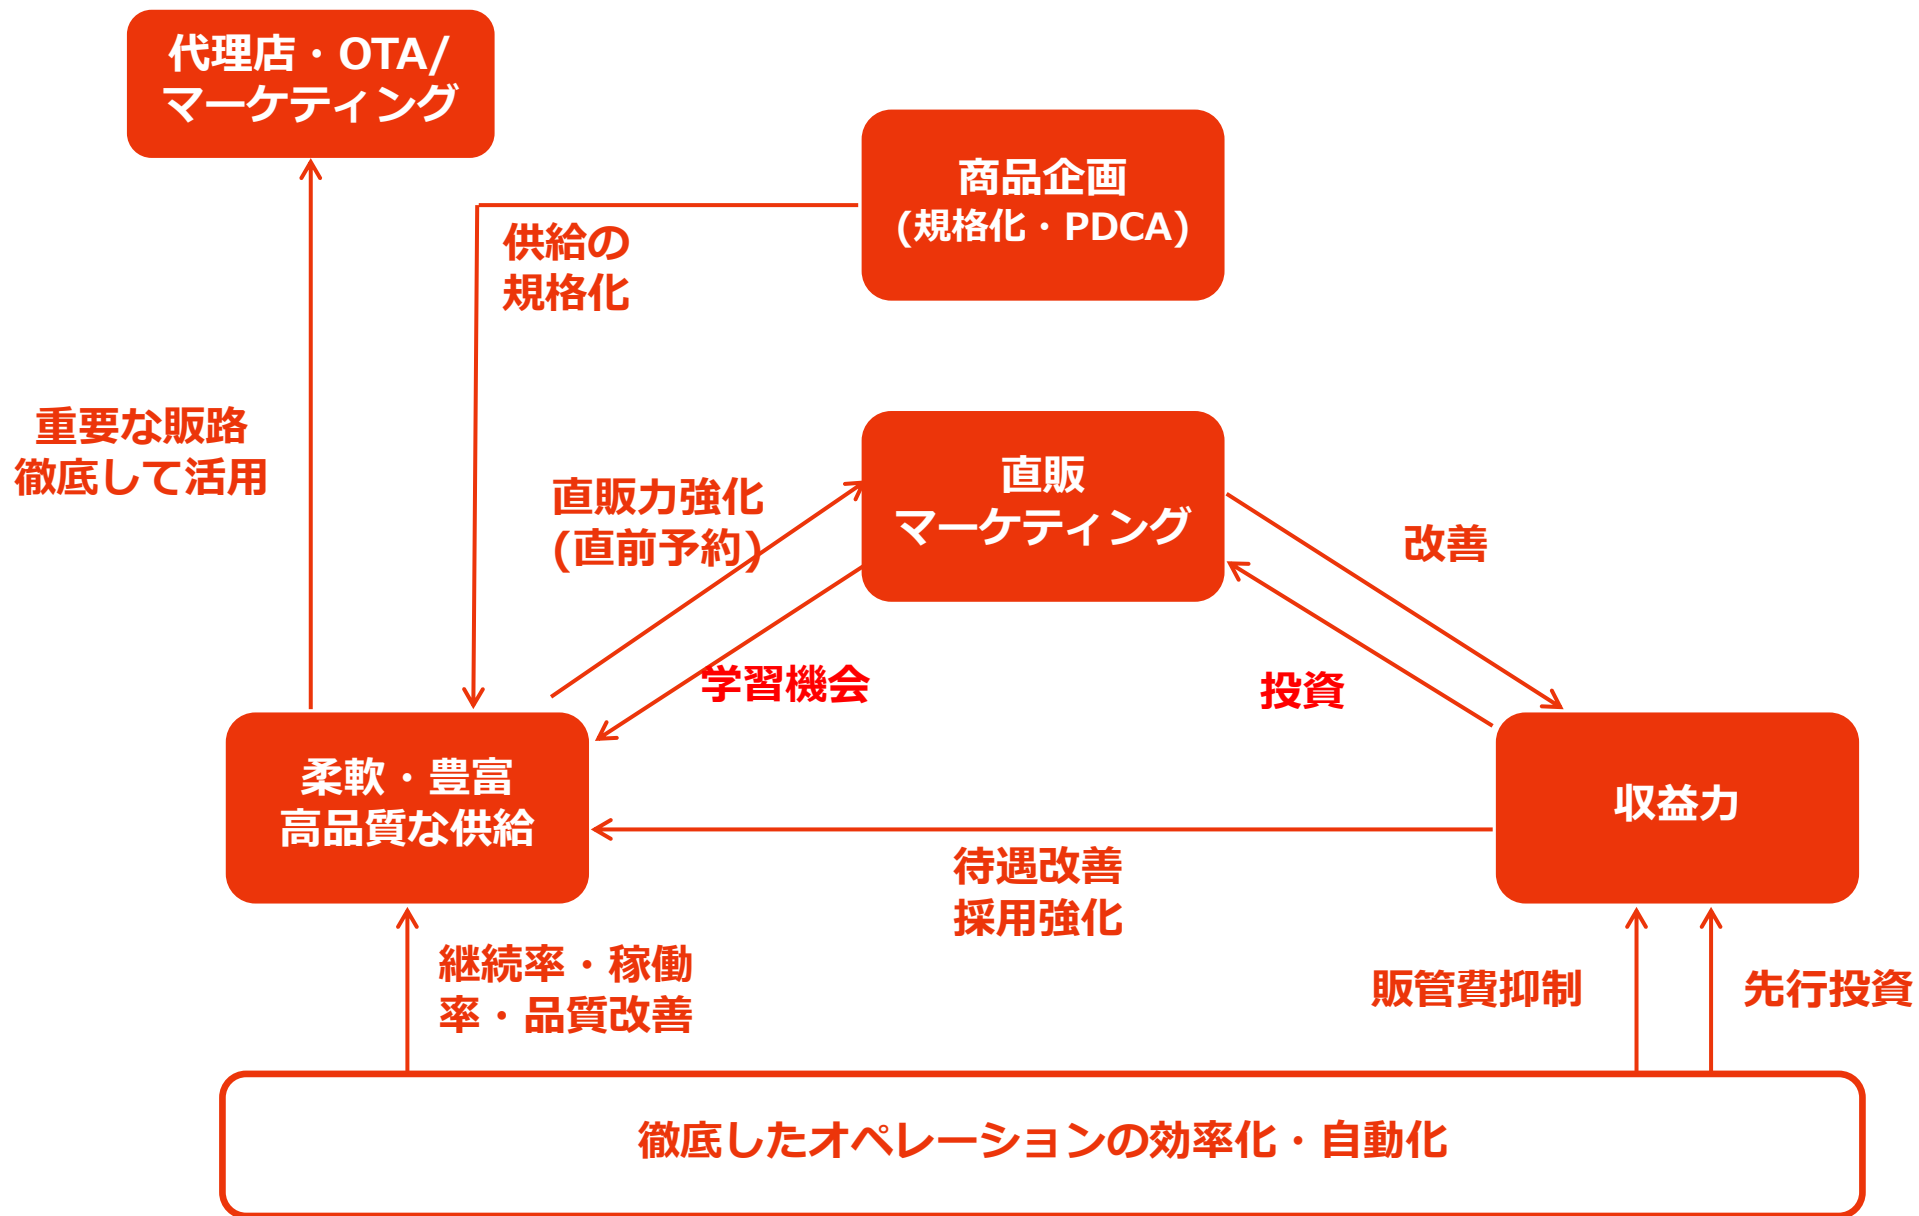 代理店・OTA/
マーケティング
商品企画
(規格化・PDCA)
供給の
規格化
重要な販路
徹底して活用
直販力強化
(直前予約)
直販
マーケティング
改善
学習機会
投資
柔軟・豊富
高品質な供給
収益力
待遇改善
採用強化
継続率・稼働
率・品質改善
販管費抑制
先行投資
徹底したオペレーションの効率化・自動化